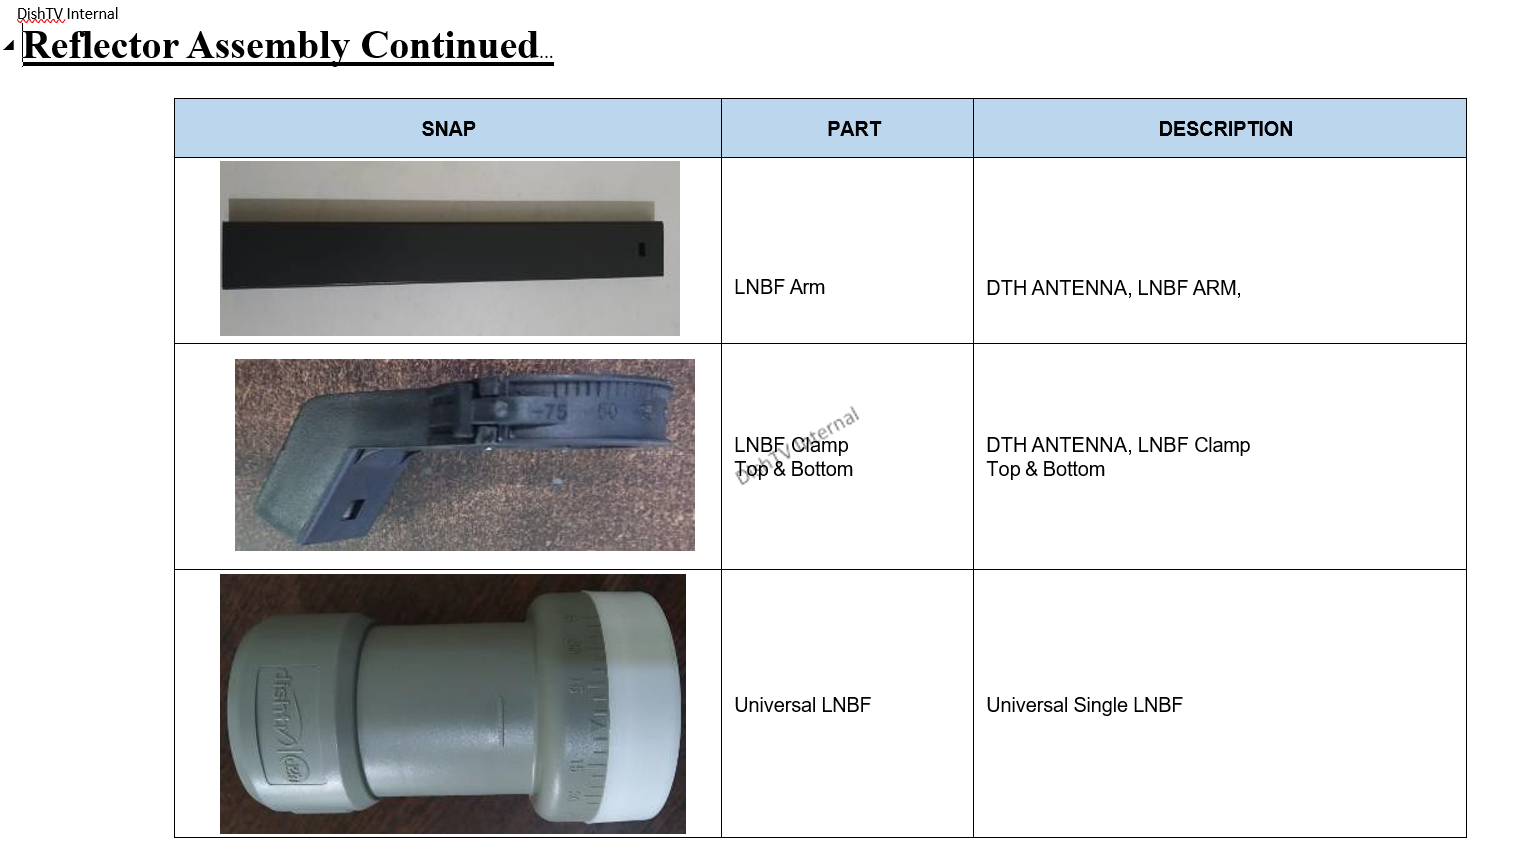 DishTV Internal
Reflector Assembly Continued...
SNAP PART DESCRIPTION
LNBF Arm
DTH ANTENNA, LNBF ARM,
-75
LNBF Clamp
Top & Bottom
DTH ANTENNA, LNBF Clamp
Top & Bottom
DishTV Internal
dishtv
d2h
Universal LNBF
Universal Single LNBF